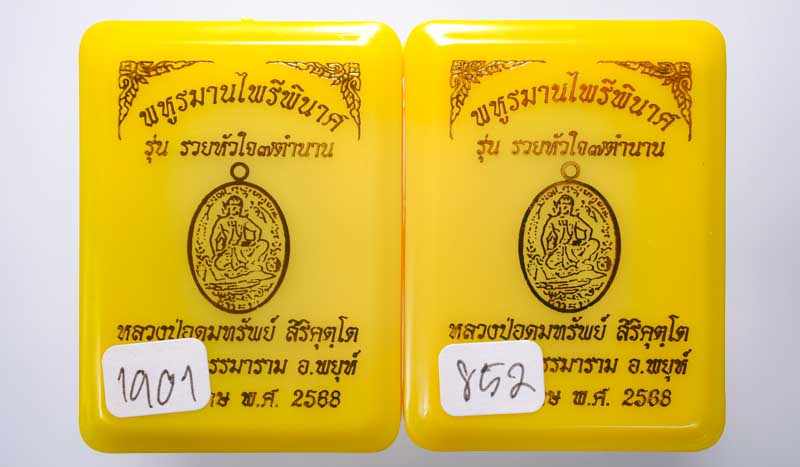 พหูรมานไพรีพินาศ
รุ่น รวยหัวใจ๗ตำนาน
หลวงปู่อุดมทรัพย์ สิริคุตฺโต
รรมาราม อ.พยุห์
ษ พ.ศ. 2568
1901
พหูรมานไพรีพินาศ
รุ่น รวยหัวใจ๗ตำนาน
หลวงปู่อุดมทรัพย์ สิริคุตฺโต
ธรรมาราม อ.พยุห์
กษ พ.ศ. 2568
852